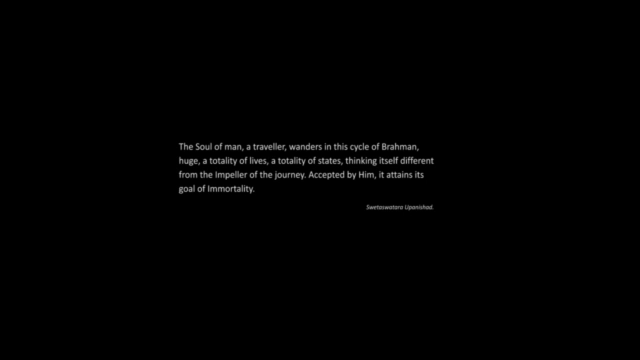 The Soul of man, a traveller, wanders in this cycle of Brahman,
huge, a totality of lives, a totality of states, thinking itself different
from the Impeller of the journey. Accepted by Him, it attains its
goal of Immortality.
Swetaswatara Upanishad.